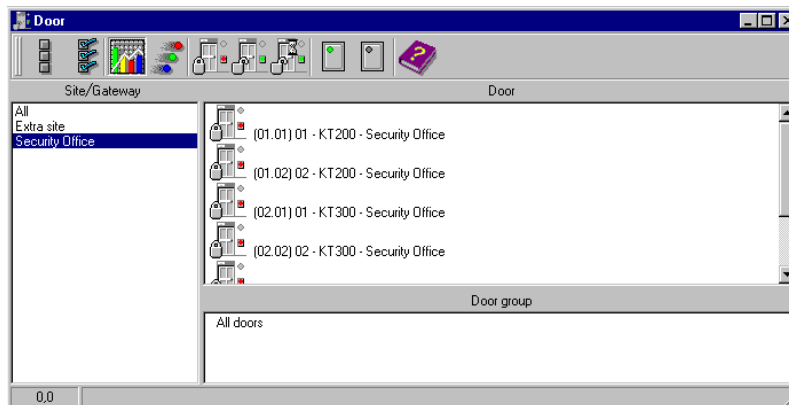 Door
Site/Gateway
Door
All
Extra site
Security Office
(01.01) 01 - KT200 - Security Office
(01.02) 02 - KT200 - Security Office
(02.01) 01 - KT300 - Security Office
(02.02) 02 - KT300 - Security Office
Door group
All doors
0,0